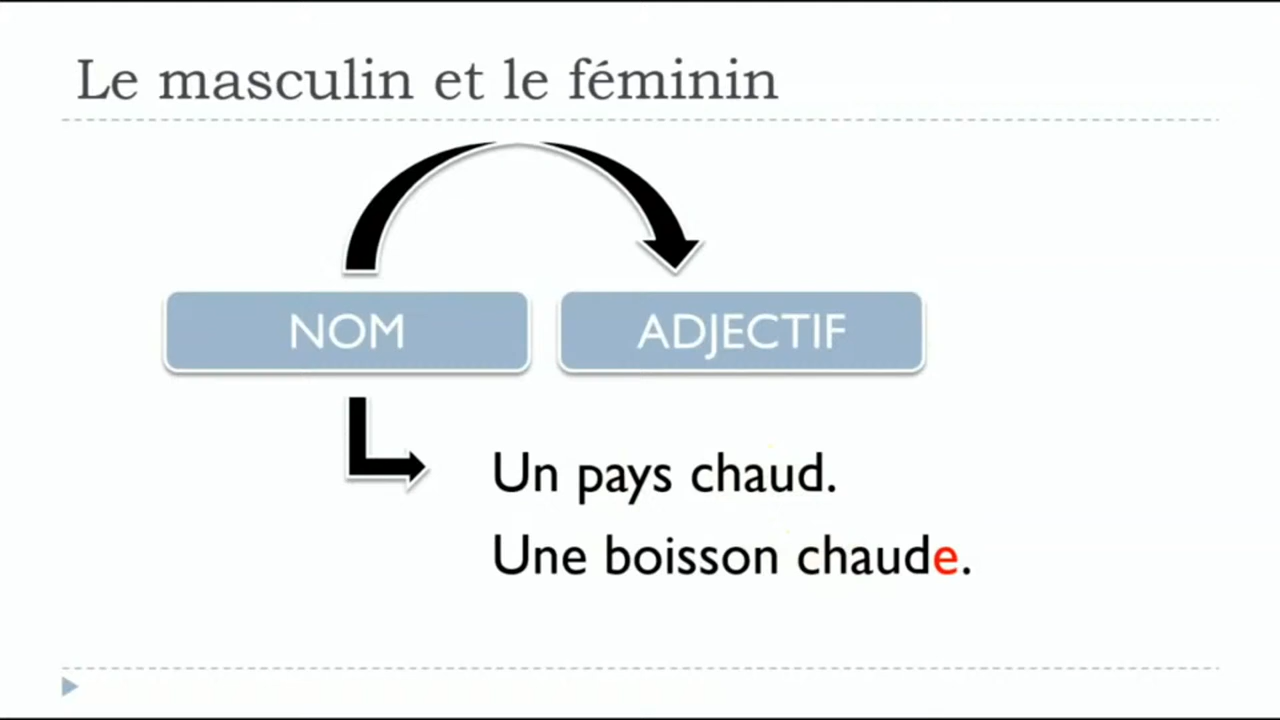 Le masculin et le féminin
NOM
ADJECTIF
Un pays chaud.
Une boisson chaude.